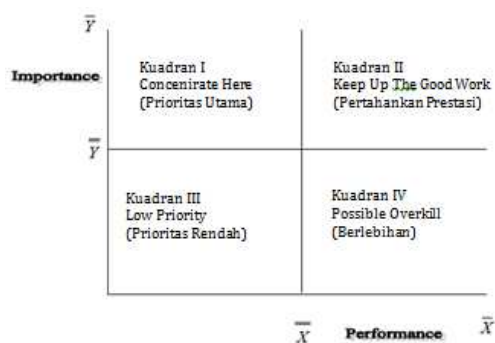 Y̅
Importance
Kuadran I
Concenirate Here
(Prioritas Utama)
Kuadran II
Keep Up The Good Work
(Pertahankan Prestasi)
Y̿
Kuadran III
Low Priority
(Prioritas Rendah)
Kuadran IV
Possible Overkill
(Berlebihan)
X̿
Performance
X̅